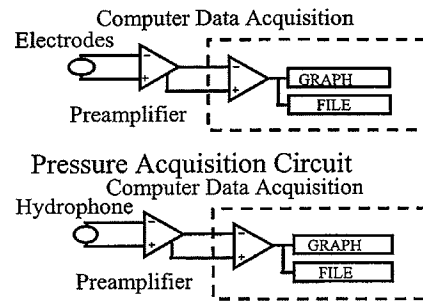 Computer Data Acquisition
Electrodes
−
+
−
+
GRAPH
FILE
Preamplifier
Pressure Acquisition Circuit
Computer Data Acquisition
Hydrophone
−
+
−
+
GRAPH
FILE
Preamplifier